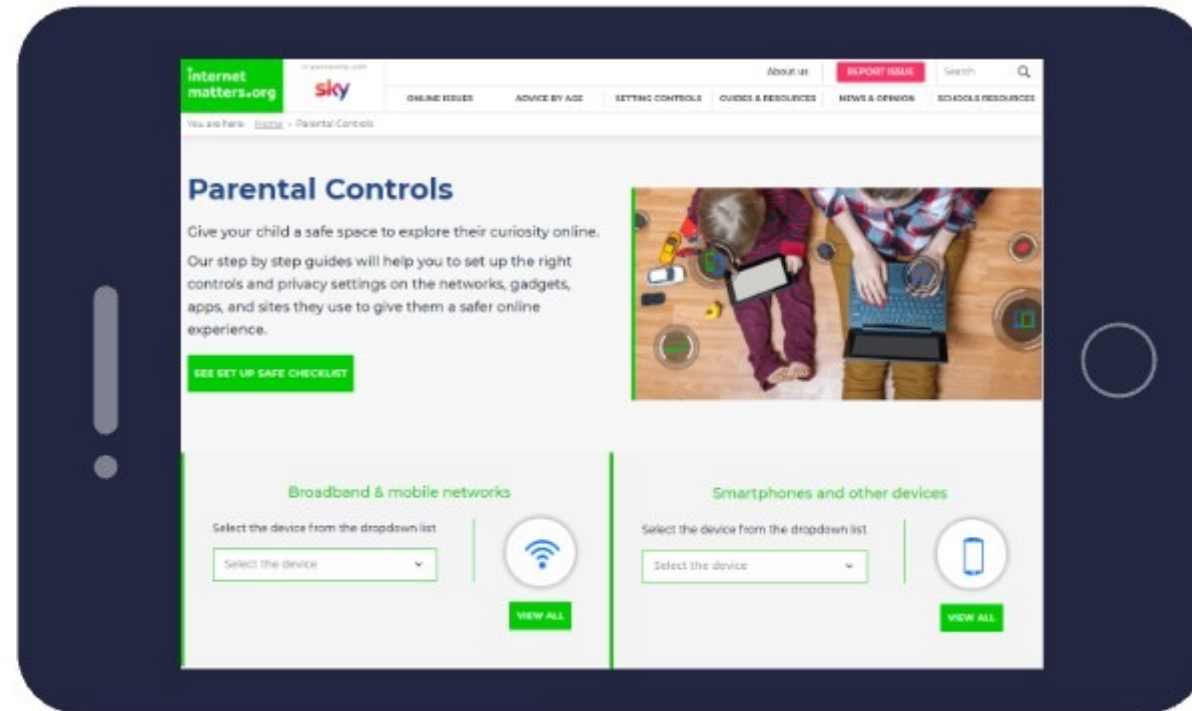 internet
matters.org
in partnership with
sky
About us
REPORT ISSUE
Search
ONLINE ISSUES
ADVICE BY AGE
SETTING CONTROLS
GUIDES & RESOURCES
NEWS & OPINION
SCHOOLS RESOURCES
You are here: Home » Parental Controls
Parental Controls
Give your child a safe space to explore their curiosity online.
Our step by step guides will help you to set up the right
controls and privacy settings on the networks, gadgets,
apps, and sites they use to give them a safer online
experience.
SEE SET UP SAFE CHECKLIST
Broadband & mobile networks
Select the device from the dropdown list
Select the device
VIEW ALL
Smartphones and other devices
Select the device from the dropdown list
Select the device
VIEW ALL